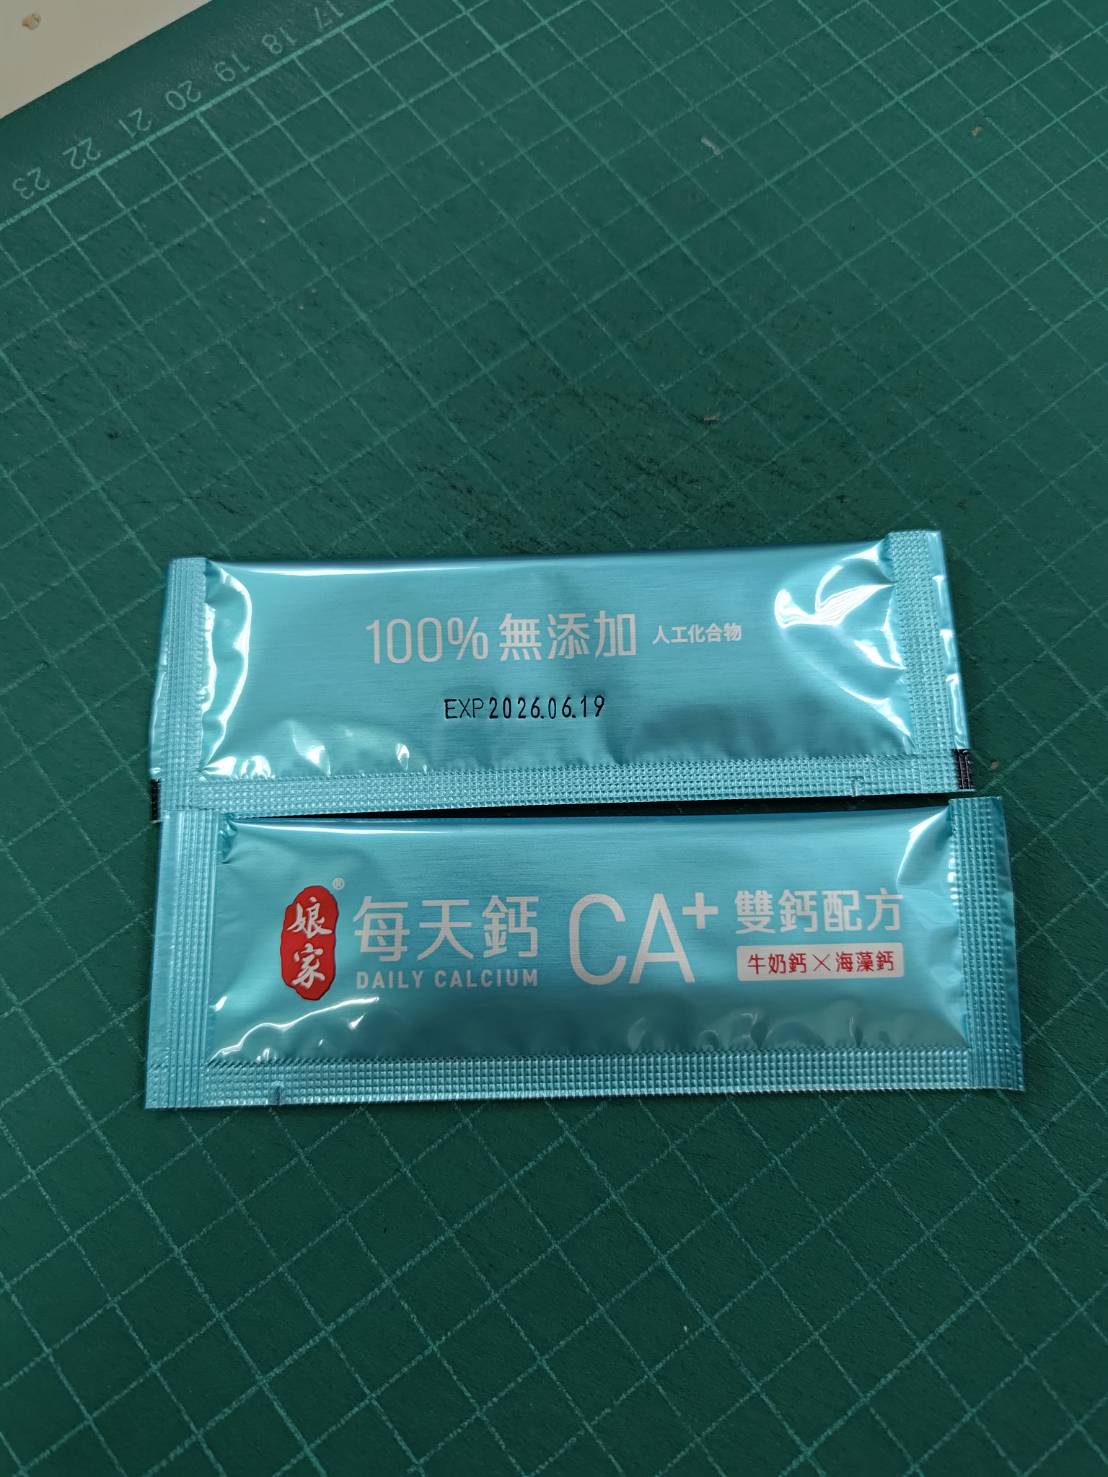 17
18
19
20
21
22
23
100% 無添加 人工化合物
EXP 2026.06.19
娘家®
每天鈣
DAILY CALCIUM
CA+
雙鈣配方
牛奶鈣×海藻鈣